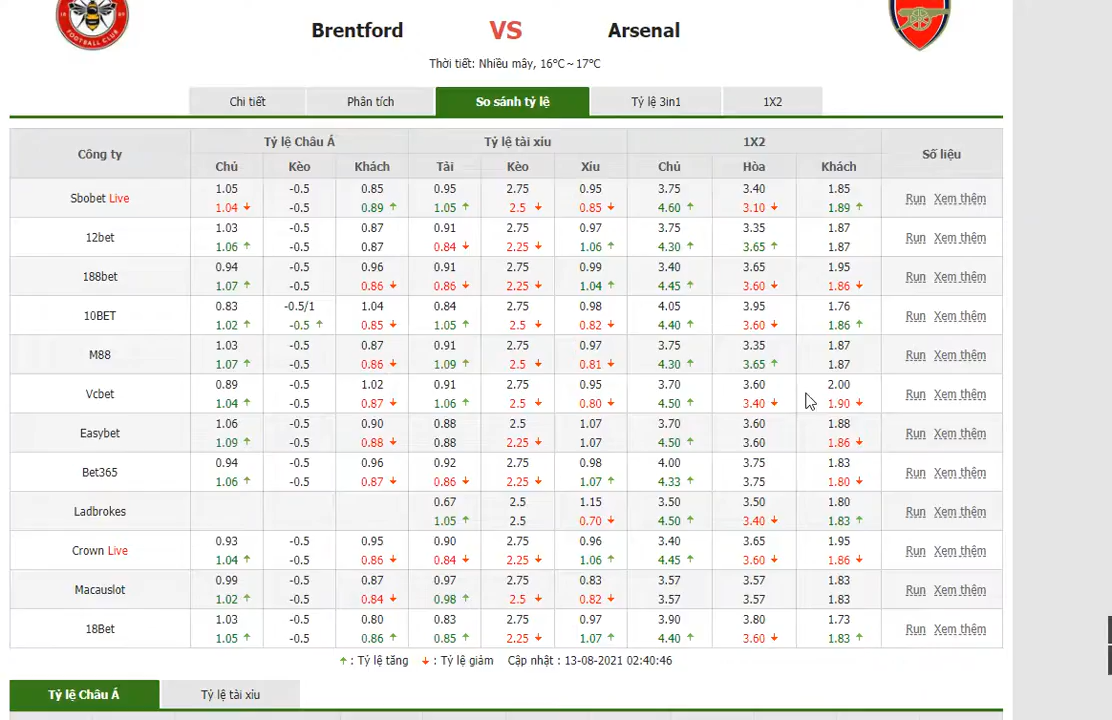 Brentford VS Arsenal
Thời tiết: Nhiều mây, 16°C～17°C
Chi tiết Phân tích So sánh tỷ lệ Tỷ lệ 3in1 1X2
Công ty Tỷ lệ Châu Á Tỷ lệ tài xỉu 1X2 Số liệu
Chủ Kèo Khách Tài Kèo Xỉu Chủ Hòa Khách
1.05 -0.5 0.85 0.95 2.75 0.95 3.75 3.40 1.85
Sbobet Live Run Xem thêm
1.04 -0.5 0.89 1.05 2.5 0.85 4.60 3.10 1.89
1.03 -0.5 0.87 0.91 2.75 0.97 3.75 3.35 1.87
12bet Run Xem thêm
1.06 -0.5 0.87 0.84 2.25 1.06 4.30 3.65 1.87
0.94 -0.5 0.96 0.91 2.75 0.99 3.40 3.65 1.95
188bet Run Xem thêm
1.07 -0.5 0.86 0.86 2.25 1.04 4.45 3.60 1.86
0.83 -0.5/1 1.04 0.84 2.75 0.98 4.05 3.95 1.76
10BET Run Xem thêm
1.02 -0.5 0.85 1.05 2.5 0.82 4.40 3.60 1.86
1.03 -0.5 0.87 0.91 2.75 0.97 3.75 3.35 1.87
M88 Run Xem thêm
1.07 -0.5 0.86 1.09 2.5 0.81 4.30 3.65 1.87
0.89 -0.5 1.02 0.91 2.75 0.95 3.70 3.60 2.00
Vcbet Run Xem thêm
1.04 -0.5 0.87 1.06 2.5 0.80 4.50 3.40 1.90
1.06 -0.5 0.90 0.88 2.5 1.07 3.70 3.60 1.88
Easybet Run Xem thêm
1.09 -0.5 0.88 0.88 2.25 1.07 4.50 3.60 1.86
0.94 -0.5 0.96 0.92 2.75 0.98 4.00 3.75 1.83
Bet365 Run Xem thêm
1.06 -0.5 0.87 0.86 2.25 1.07 4.33 3.75 1.80
0.67 2.5 1.15 3.50 3.50 1.80
Ladbrokes Run Xem thêm
1.05 2.5 0.70 4.50 3.40 1.83
0.93 -0.5 0.95 0.90 2.75 0.96 3.40 3.65 1.95
Crown Live Run Xem thêm
1.04 -0.5 0.86 0.84 2.25 1.06 4.45 3.60 1.86
0.99 -0.5 0.87 0.97 2.75 0.83 3.57 3.57 1.83
Macauslot Run Xem thêm
1.02 -0.5 0.84 0.98 2.5 0.82 3.57 3.57 1.83
1.03 -0.5 0.80 0.83 2.75 0.97 3.90 3.80 1.73
18Bet Run Xem thêm
1.05 -0.5 0.86 0.85 2.25 1.07 4.40 3.60 1.83
: Tỷ lệ tăng : Tỷ lệ giảm Cập nhật : 13-08-2021 02:40:46
Tỷ lệ Châu Á Tỷ lệ tài xỉu